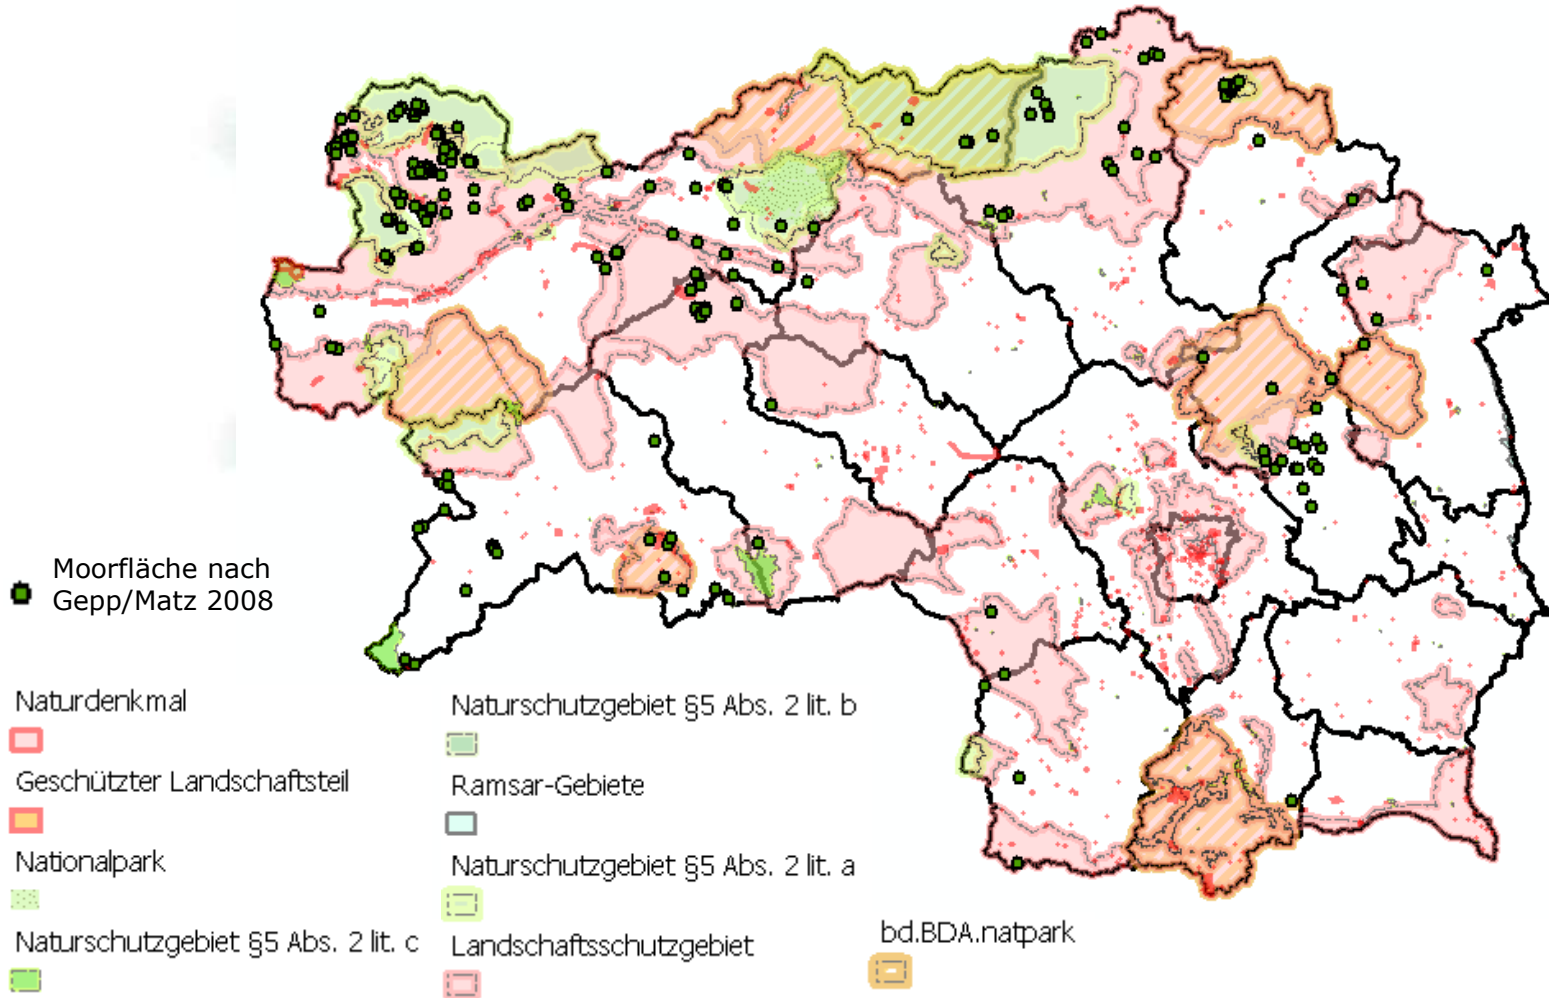 Moorfläche nach
Gepp/Matz 2008
Naturdenkmal
Geschützter Landschaftsteil
Nationalpark
Naturschutzgebiet §5 Abs. 2 lit. c
Naturschutzgebiet §5 Abs. 2 lit. b
Ramsar-Gebiete
Naturschutzgebiet §5 Abs. 2 lit. a
Landschaftsschutzgebiet
bd.BDA.natpark